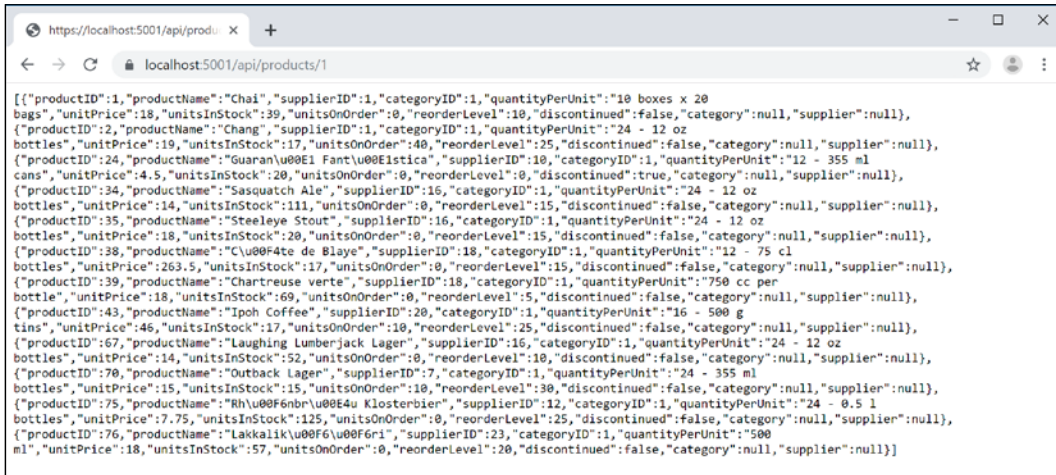 https://localhost:5001/api/produ
localhost:5001/api/products/1
[{"productID":1,"productName":"Chai","supplierID":1,"categoryID":1,"quantityPerUnit":"10 boxes x 20
bags","unitPrice":18,"unitsInStock":39,"unitsOnOrder":0,"reorderLevel":10,"discontinued":false,"category":null,"supplier":null},
{"productID":2,"productName":"Chang","supplierID":1,"categoryID":1,"quantityPerUnit":"24 - 12 oz
bottles","unitPrice":19,"unitsInStock":17,"unitsOnOrder":40,"reorderLevel":25,"discontinued":false,"category":null,"supplier":null},
{"productID":24,"productName":"Guaran\u00E1 Fant\u00E1stica","supplierID":10,"categoryID":1,"quantityPerUnit":"12 - 355 ml
cans","unitPrice":4.5,"unitsInStock":20,"unitsOnOrder":0,"reorderLevel":0,"discontinued":true,"category":null,"supplier":null},
{"productID":34,"productName":"Sasquatch Ale","supplierID":16,"categoryID":1,"quantityPerUnit":"24 - 12 oz
bottles","unitPrice":14,"unitsInStock":111,"unitsOnOrder":0,"reorderLevel":15,"discontinued":false,"category":null,"supplier":null},
{"productID":35,"productName":"Steeleye Stout","supplierID":16,"categoryID":1,"quantityPerUnit":"24 - 12 oz
bottles","unitPrice":18,"unitsInStock":20,"unitsOnOrder":0,"reorderLevel":15,"discontinued":false,"category":null,"supplier":null},
{"productID":38,"productName":"C\u00F4te de Blaye","supplierID":18,"categoryID":1,"quantityPerUnit":"12 - 75 cl
bottles","unitPrice":263.5,"unitsInStock":17,"unitsOnOrder":0,"reorderLevel":15,"discontinued":false,"category":null,"supplier":null},
{"productID":39,"productName":"Chartreuse verte","supplierID":18,"categoryID":1,"quantityPerUnit":"750 cc per
bottle","unitPrice":18,"unitsInStock":69,"unitsOnOrder":0,"reorderLevel":5,"discontinued":false,"category":null,"supplier":null},
{"productID":43,"productName":"Ipoh Coffee","supplierID":20,"categoryID":1,"quantityPerUnit":"16 - 500 g
tins","unitPrice":46,"unitsInStock":17,"unitsOnOrder":10,"reorderLevel":25,"discontinued":false,"category":null,"supplier":null},
{"productID":67,"productName":"Laughing Lumberjack Lager","supplierID":16,"categoryID":1,"quantityPerUnit":"24 - 12 oz
bottles","unitPrice":14,"unitsInStock":52,"unitsOnOrder":0,"reorderLevel":10,"discontinued":false,"category":null,"supplier":null},
{"productID":70,"productName":"Outback Lager","supplierID":7,"categoryID":1,"quantityPerUnit":"24 - 355 ml
bottles","unitPrice":15,"unitsInStock":15,"unitsOnOrder":10,"reorderLevel":30,"discontinued":false,"category":null,"supplier":null},
{"productID":75,"productName":"Rh\u00F6nbr\u00E4u Klosterbier","supplierID":12,"categoryID":1,"quantityPerUnit":"24 - 0.5 l
bottles","unitPrice":7.75,"unitsInStock":125,"unitsOnOrder":0,"reorderLevel":25,"discontinued":false,"category":null,"supplier":null},
{"productID":76,"productName":"Lakkalik\u00F6\u00F6ri","supplierID":23,"categoryID":1,"quantityPerUnit":"500
ml","unitPrice":18,"unitsInStock":57,"unitsOnOrder":0,"reorderLevel":20,"discontinued":false,"category":null,"supplier":null}]